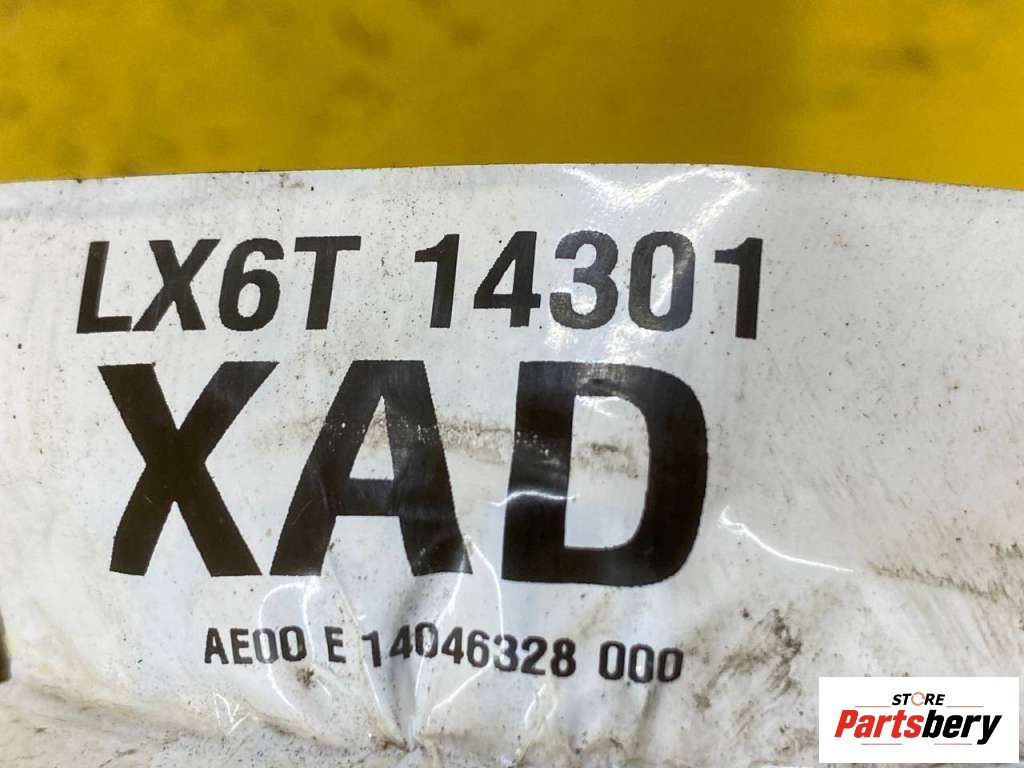 LX6T 14301
XAD
AE00 E 14046328 000
STORE
Partsbery